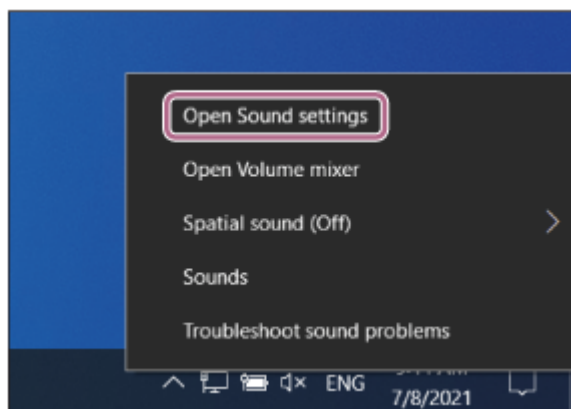 Open Sound settings
Open Volume mixer
Spatial sound (Off)
Sounds
Troubleshoot sound problems
ENG
7/8/2021